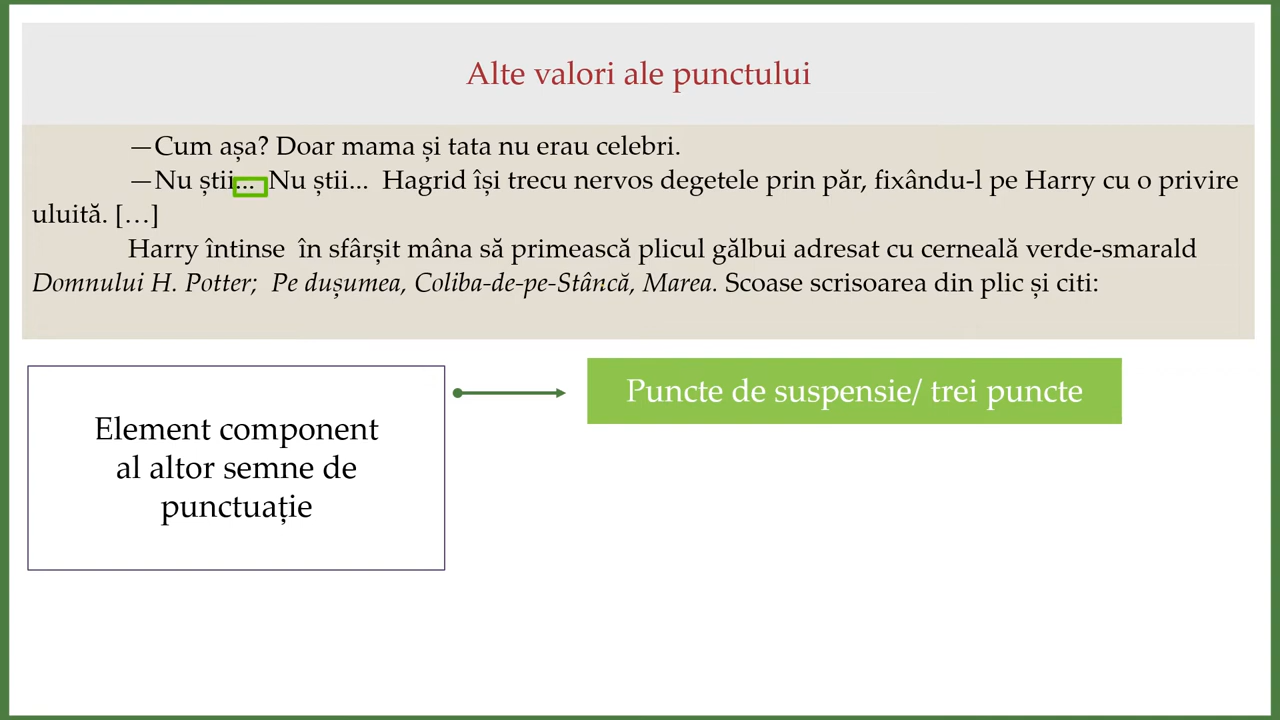 Alte valori ale punctului
—Cum așa? Doar mama și tata nu erau celebri.
—Nu știi... Nu știi... Hagrid își trecu nervos degetele prin păr, fixându-l pe Harry cu o privire
uluită. […]
Harry întinse în sfârșit mâna să primească plicul gălbui adresat cu cerneală verde-smarald
Domnului H. Potter; Pe dușumea, Coliba-de-pe-Stâncă, Marea. Scoase scrisoarea din plic și citi:
Puncte de suspensie/ trei puncte
Element component
al altor semne de
punctuație